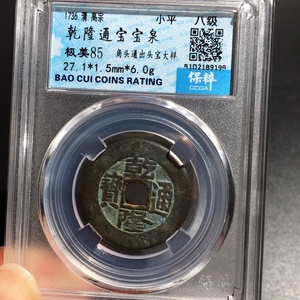 1736 清 高宗 小平 八级
乾隆通宝宝泉
极美85 角头通出头宝大样
27.1*1.5mm*6.0g
BAO CUI COINS RATING
保粹
CCGA
乾隆通寶